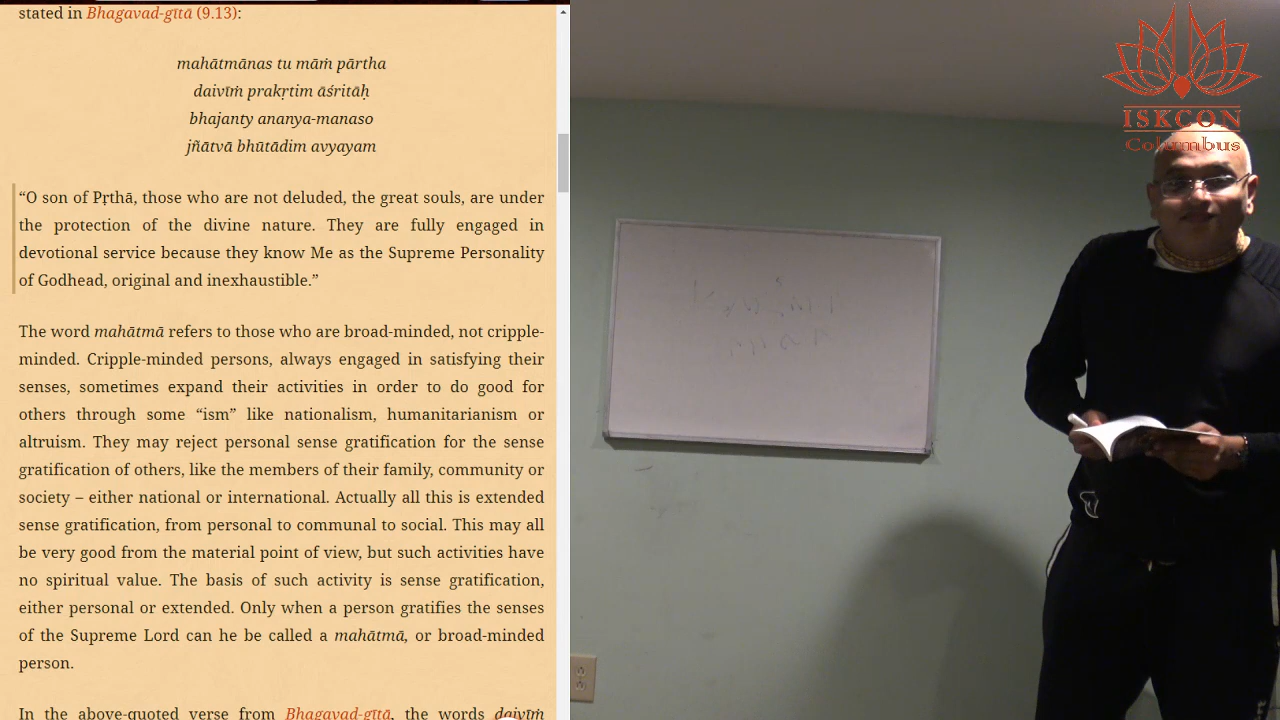 stated in Bhagavad-gītā (9.13):
mahātmānas tu māṁ pārtha
daivīṁ prakṛtim āśritāḥ
bhajanty ananya-manaso
jñātvā bhūtādim avyayam
“O son of Pṛthā, those who are not deluded, the great souls, are under
the protection of the divine nature. They are fully engaged in
devotional service because they know Me as the Supreme Personality
of Godhead, original and inexhaustible.”
The word mahātmā refers to those who are broad-minded, not cripple-
minded. Cripple-minded persons, always engaged in satisfying their
senses, sometimes expand their activities in order to do good for
others through some “ism” like nationalism, humanitarianism or
altruism. They may reject personal sense gratification for the sense
gratification of others, like the members of their family, community or
society – either national or international. Actually all this is extended
sense gratification, from personal to communal to social. This may all
be very good from the material point of view, but such activities have
no spiritual value. The basis of such activity is sense gratification,
either personal or extended. Only when a person gratifies the senses
of the Supreme Lord can he be called a mahātmā, or broad-minded
person.
In the above-quoted verse from Bhagavad-gītā, the words daivīṁ
ISKCON
Columbus